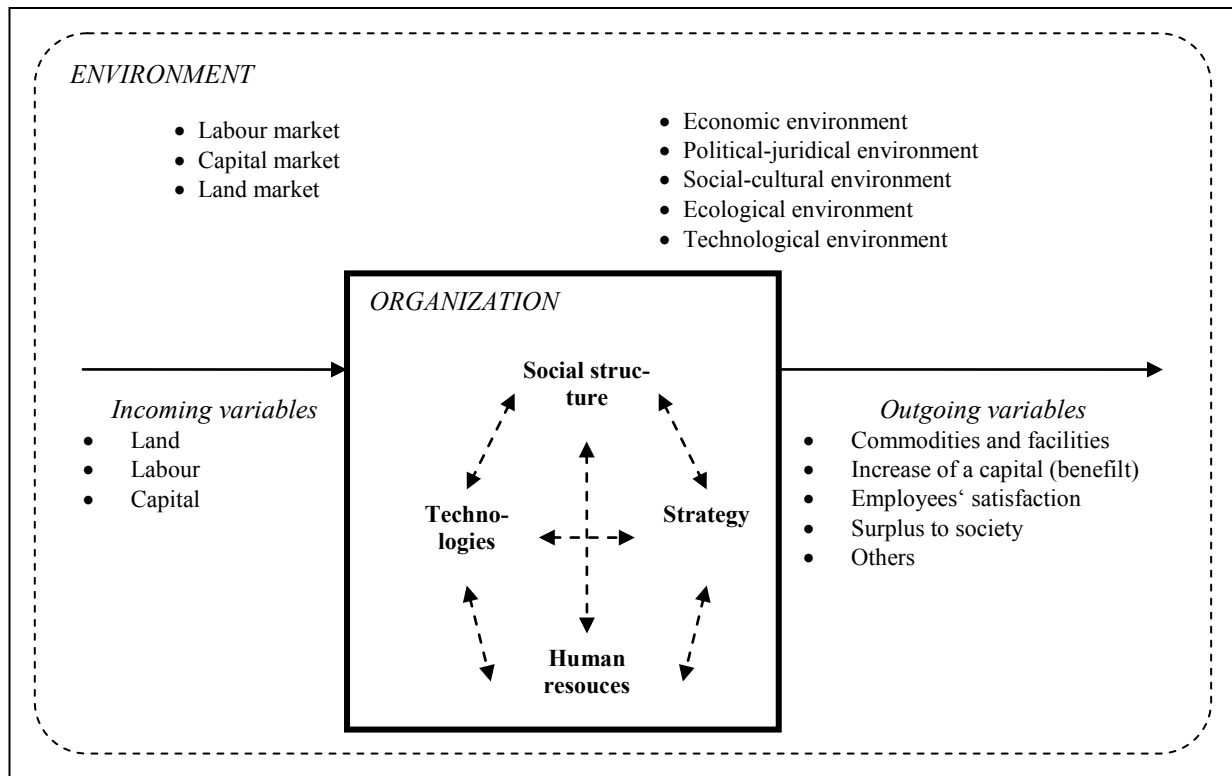 ENVIRONMENT
• Labour market
• Capital market
• Land market
• Economic environment
• Political-juridical environment
• Social-cultural environment
• Ecological environment
• Technological environment
ORGANIZATION
Social struc-
ture
Techno-
logies
Strategy
Human
resouces
Incoming variables
• Land
• Labour
• Capital
Outgoing variables
• Commodities and facilities
• Increase of a capital (benefilt)
• Employees‘ satisfaction
• Surplus to society
• Others